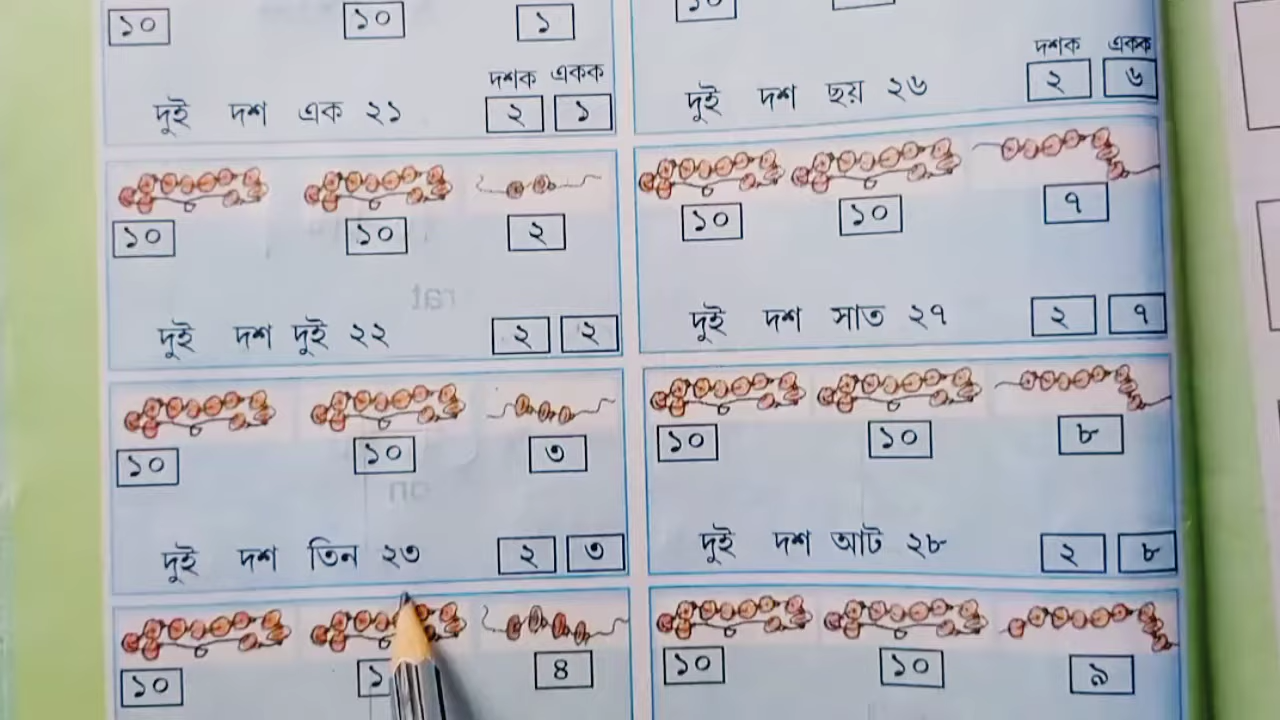 ১০ ১০ ১
দশক একক
দুই দশ এক ২১ ২ ১
১০ ১০ ২
দুই দশ দুই ২২ ২ ২
১০ ১০ ৩
দুই দশ তিন ২৩ ২ ৩
১০ ১ ৪
১০
দশক একক
দুই দশ ছয় ২৬ ২ ৬
১০ ১০ ৭
দুই দশ সাত ২৭ ২ ৭
১০ ১০ ৮
দুই দশ আট ২৮ ২ ৮
১০ ১০ ৯